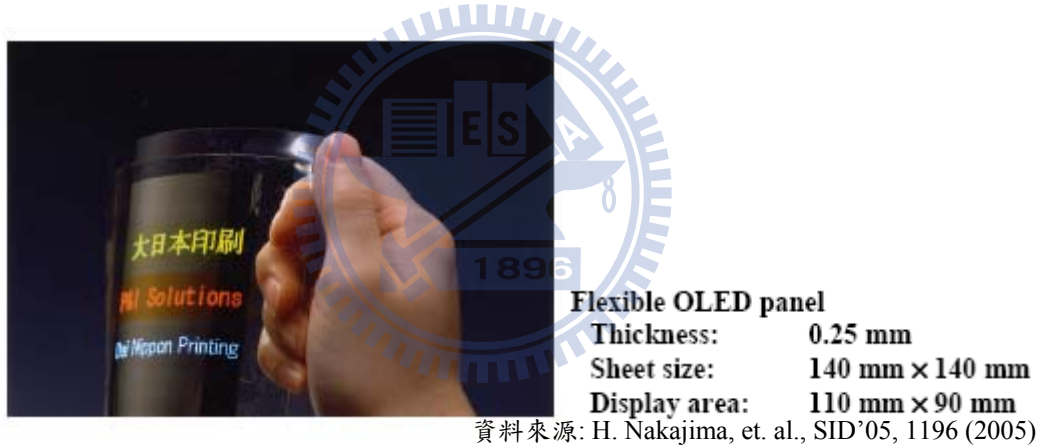 大日本印刷
P&I Solutions
Dai Nippon Printing
ES A
1896
Flexible OLED panel
Thickness: 0.25 mm
Sheet size: 140 mm × 140 mm
Display area: 110 mm × 90 mm
資料來源: H. Nakajima, et. al., SID’05, 1196 (2005)